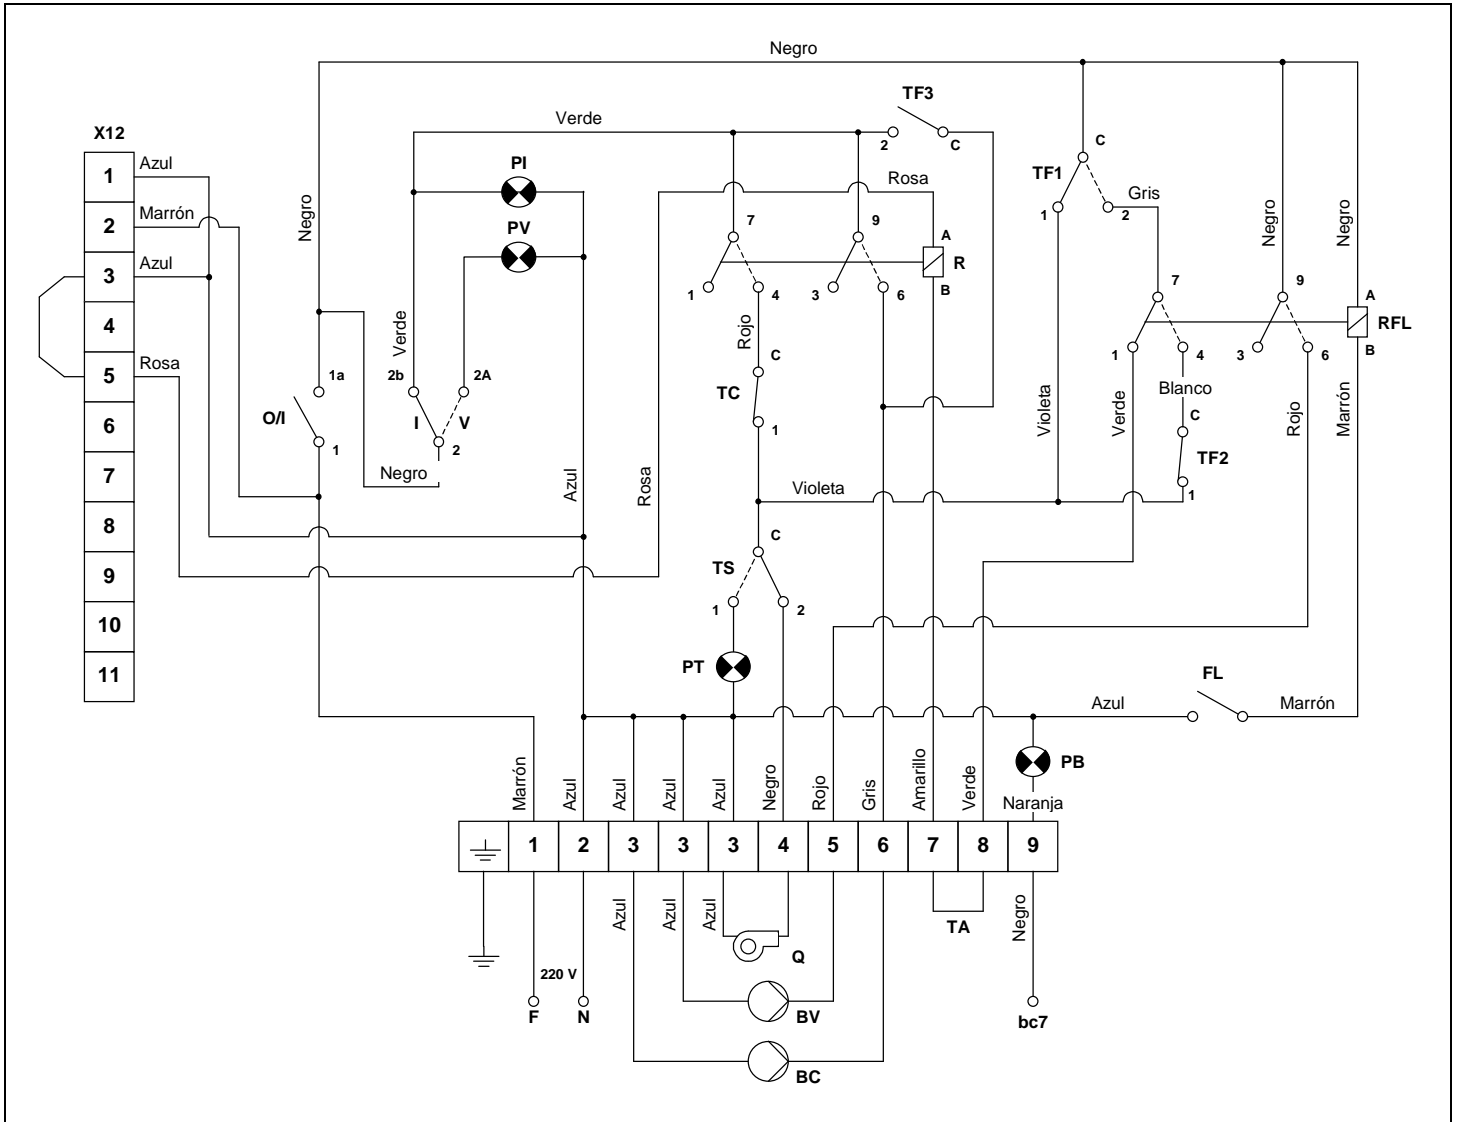 Negro
TF3
Verde
2
C
X12
1
Azul
PI
Rosa
C
TF1
Gris
1
2
2
Marrón
PV
7
9
Negro
Negro
Negro
3
Azul
A
R
B
1
4
3
6
7
9
A
RFL
B
4
Rojo
Verde
1
4
3
6
5
Rosa
1a
2b
2A
C
TC
1
Blanco
C
TF2
1
O/I
I
V
6
1
2
Violeta
Verde
Rojo
Marrón
7
Negro
Azul
Rosa
Violeta
8
C
9
TS
1
2
10
11
PT
FL
Azul
Marrón
PB
Marrón
Azul
Azul
Azul
Azul
Negro
Rojo
Gris
Amarillo
Verde
Naranja
1
2
3
3
3
4
5
6
7
8
9
Azul
Azul
Azul
Negro
TA
Q
220 V
F
N
BV
bc7
BC